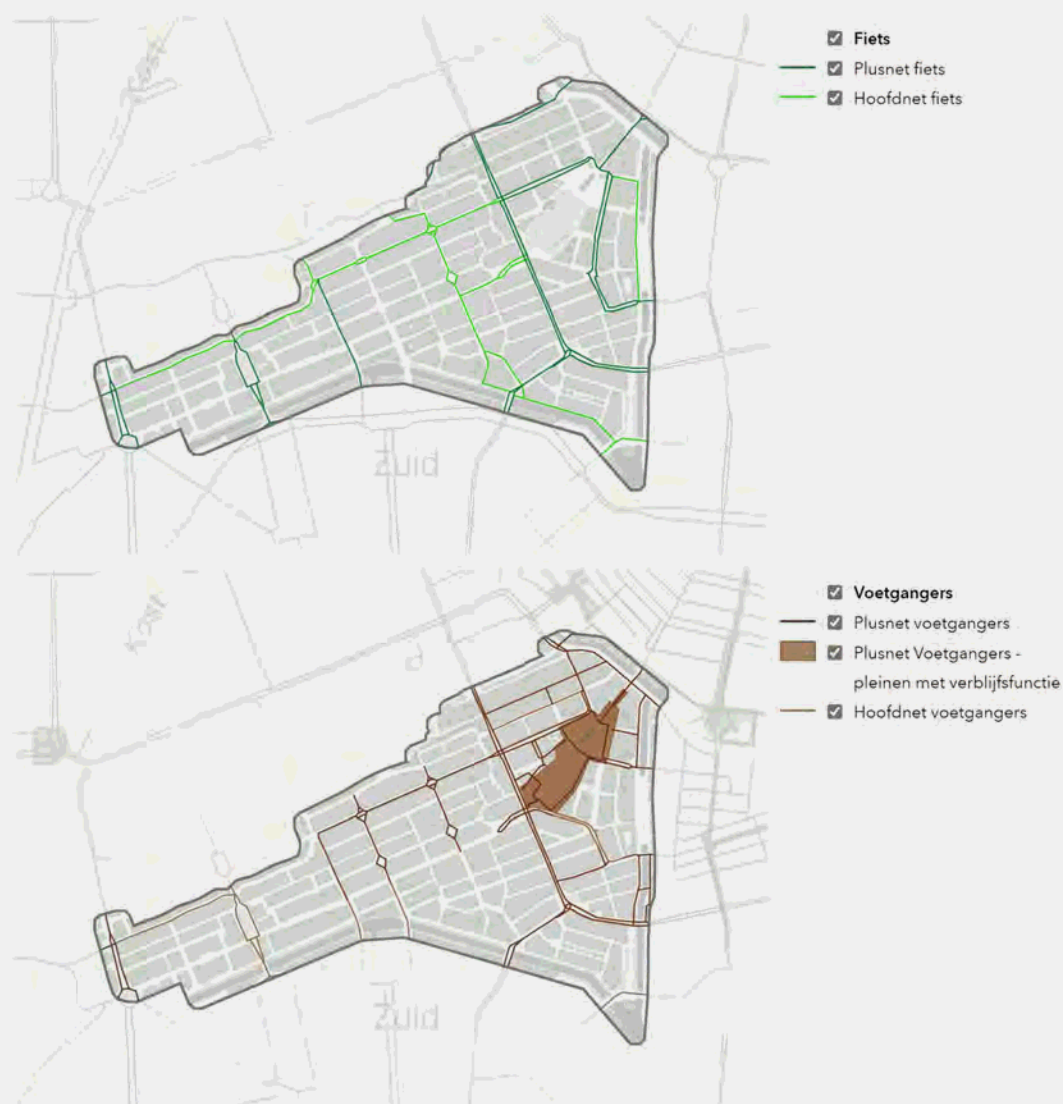 Fiets
Plusnet fiets
Hoofdnet fiets
Zuid
Voetgangers
Plusnet voetgangers
Plusnet Voetgangers -
pleinen met verblijfsfunctie
Hoofdnet voetgangers
Zuid